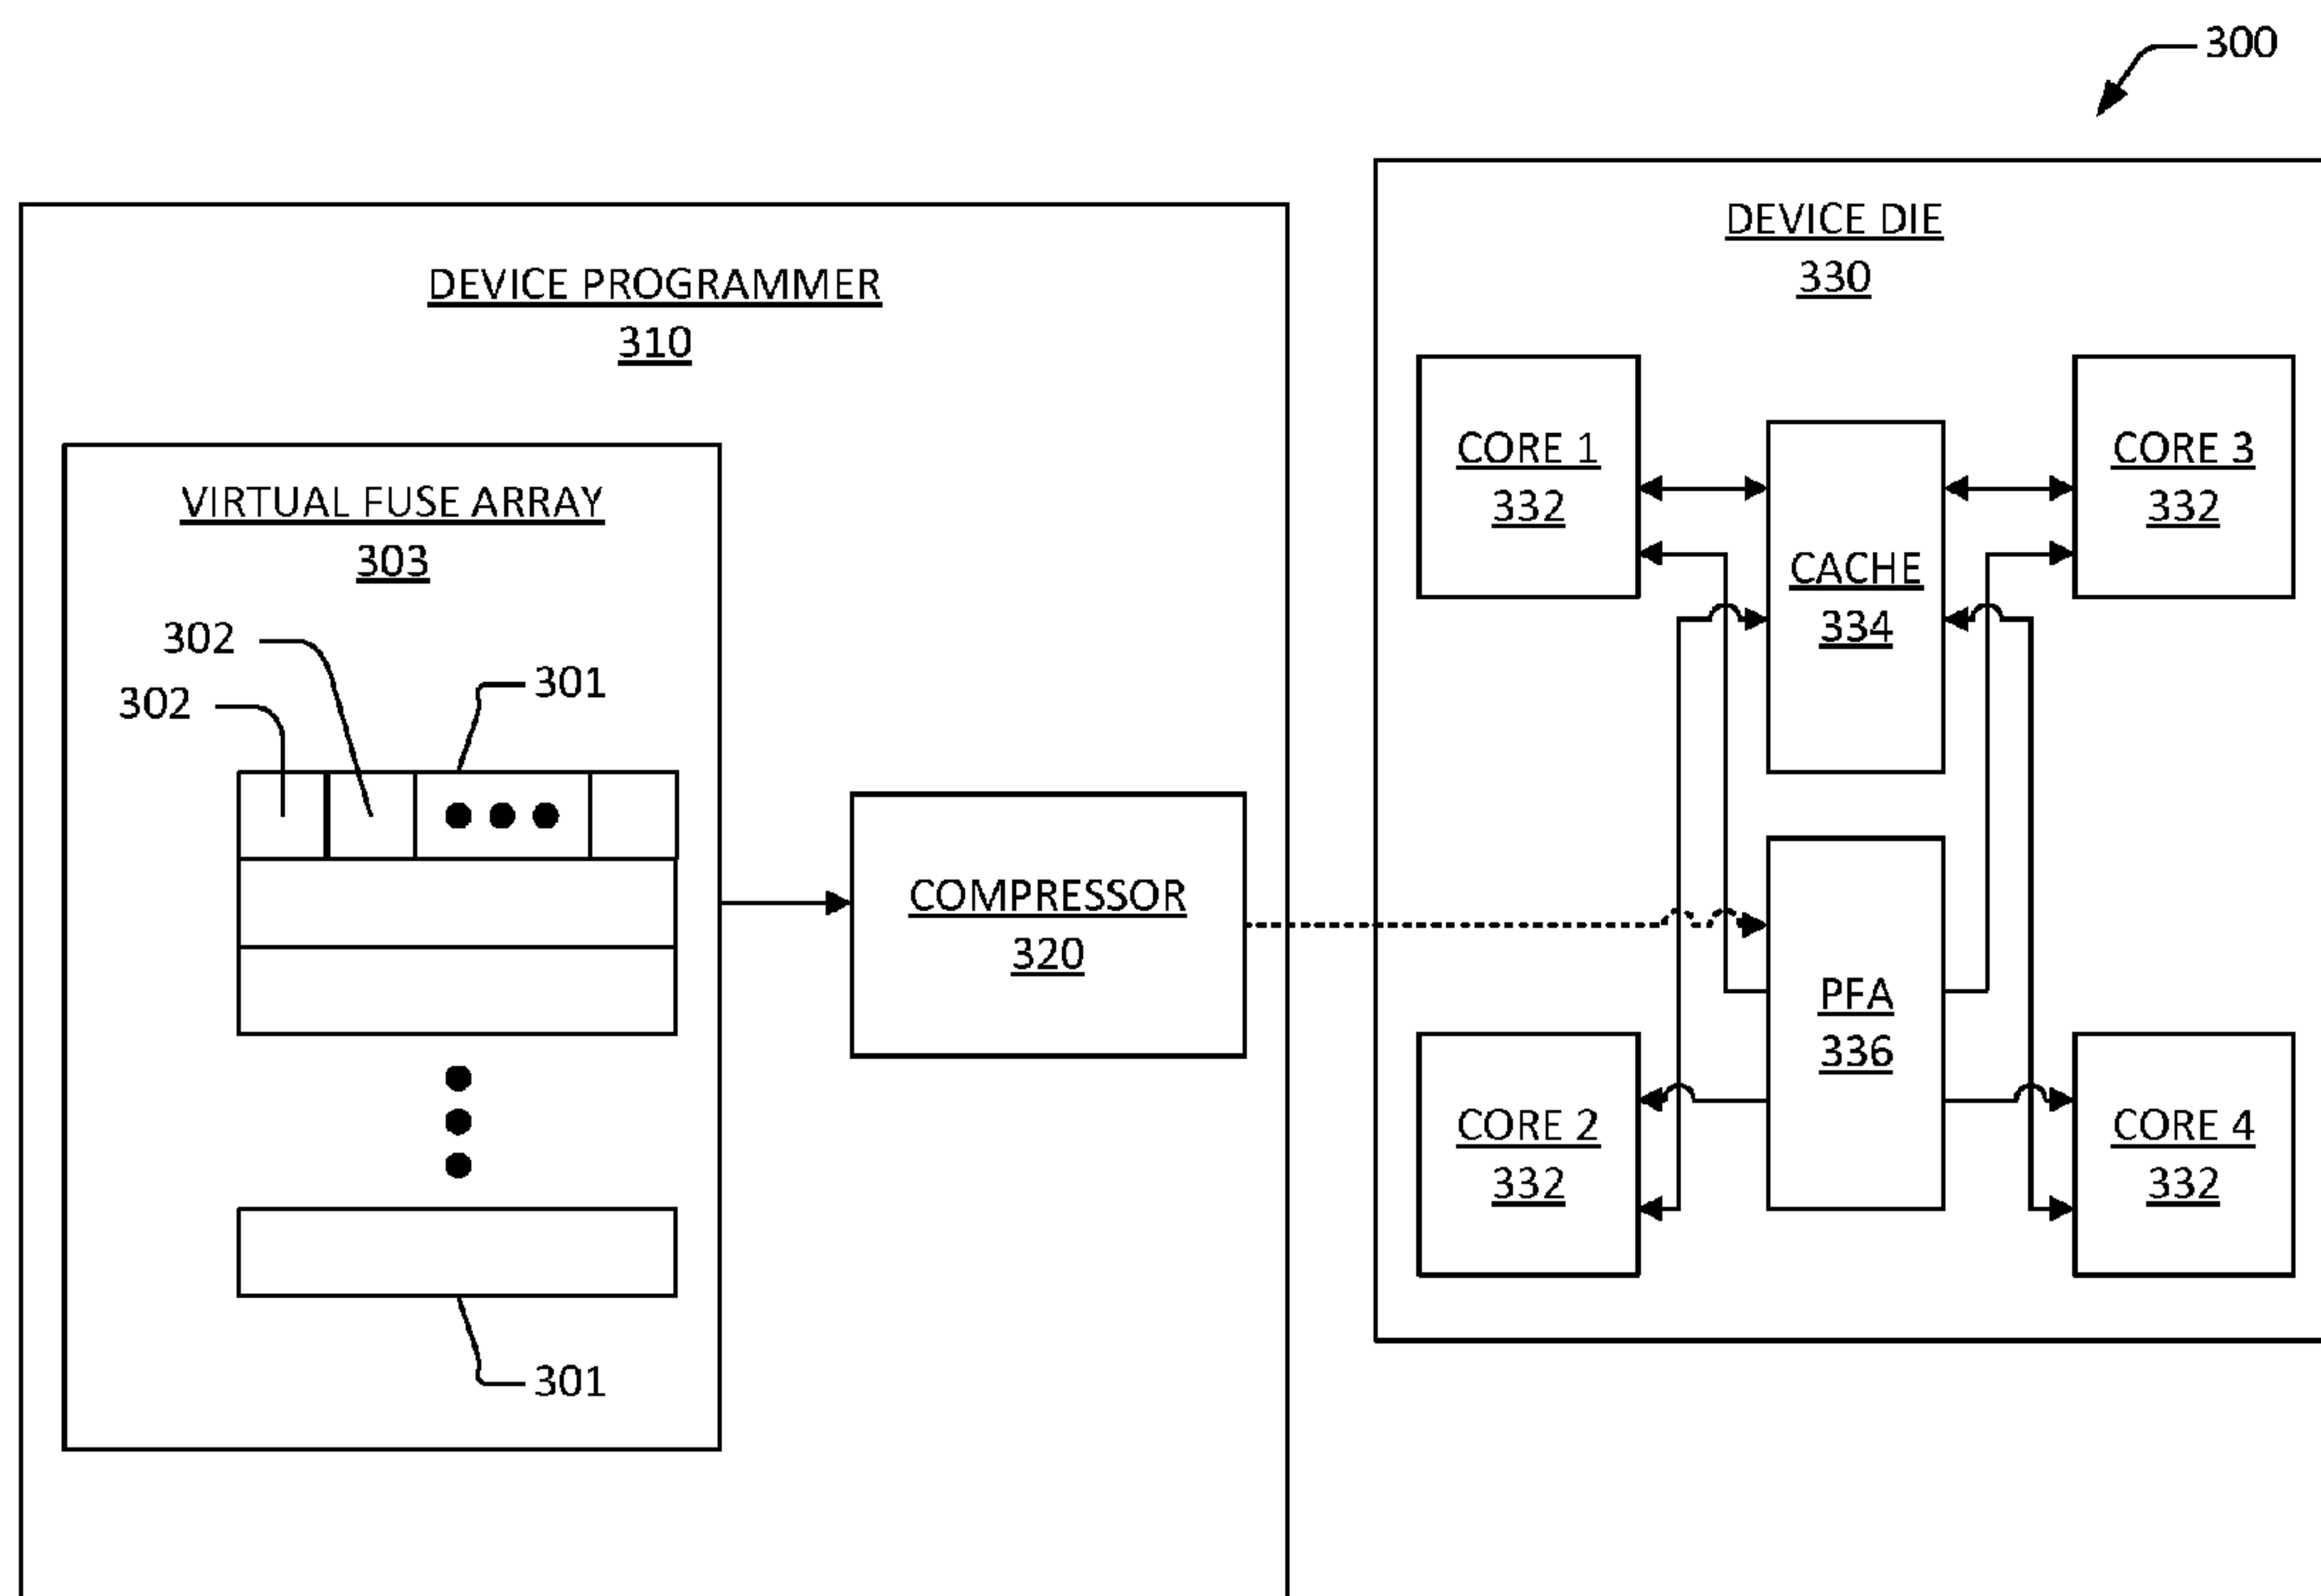 300
DEVICE PROGRAMMER
310
VIRTUAL FUSE ARRAY
303
302
302
301
301
COMPRESSOR
320
DEVICE DIE
330
CORE 1
332
CACHE
334
CORE 3
332
PFA
336
CORE 2
332
CORE 4
332